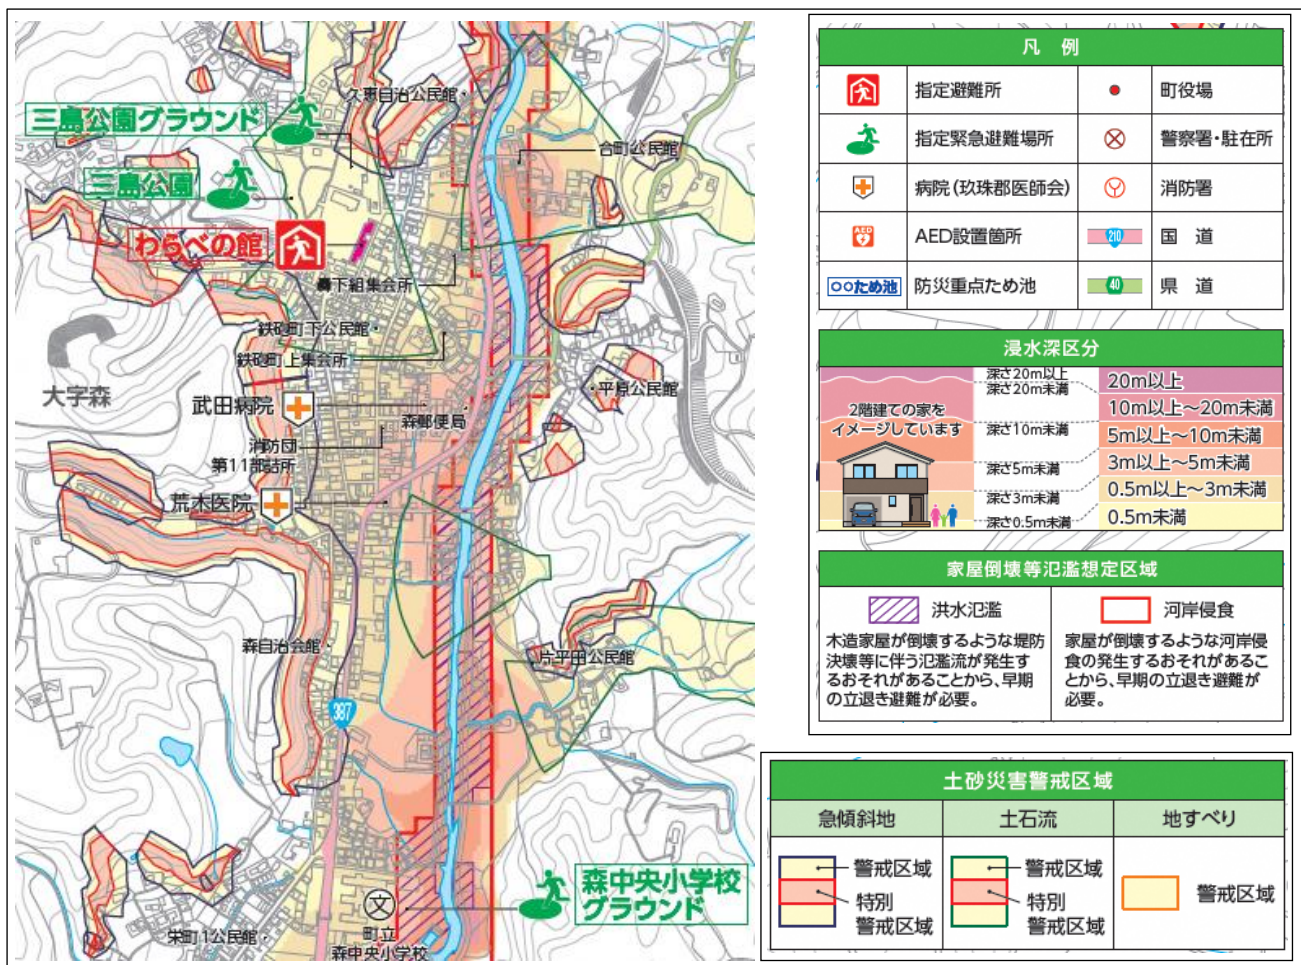 久恵自治公民館
三島公園グラウンド
合町公民館
三島公園
わらべの館
森下組集会所
鉄砲町下公民館
鉄砲町上集会所
平原公民館
大字森
武田病院
森郵便局
消防団
第11部詰所
荒木医院
森自治会館
片平田公民館
387
森中央小学校
グラウンド
文
町立
森中央小学校
栄町1公民館
凡 例
指定避難所
町役場
指定緊急避難場所
警察署・駐在所
病院(玖珠郡医師会)
消防署
AED
AED設置箇所
210
国 道
○○ため池
防災重点ため池
40
県 道
浸水深区分
2階建ての家を
イメージしています
深さ20m以上
深さ20m未満
深さ10m未満
深さ5m未満
深さ3m未満
深さ0.5m未満
20m以上
10m以上～20m未満
5m以上～10m未満
3m以上～5m未満
0.5m以上～3m未満
0.5m未満
家屋倒壊等氾濫想定区域
洪水氾濫
木造家屋が倒壊するような堤防
決壊等に伴う氾濫流が発生す
るおそれがあることから、早期
の立退き避難が必要。
河岸侵食
家屋が倒壊するような河岸侵
食の発生するおそれがあるこ
とから、早期の立退き避難が
必要。
土砂災害警戒区域
急傾斜地
土石流
地すべり
警戒区域
特別
警戒区域
警戒区域
特別
警戒区域
警戒区域